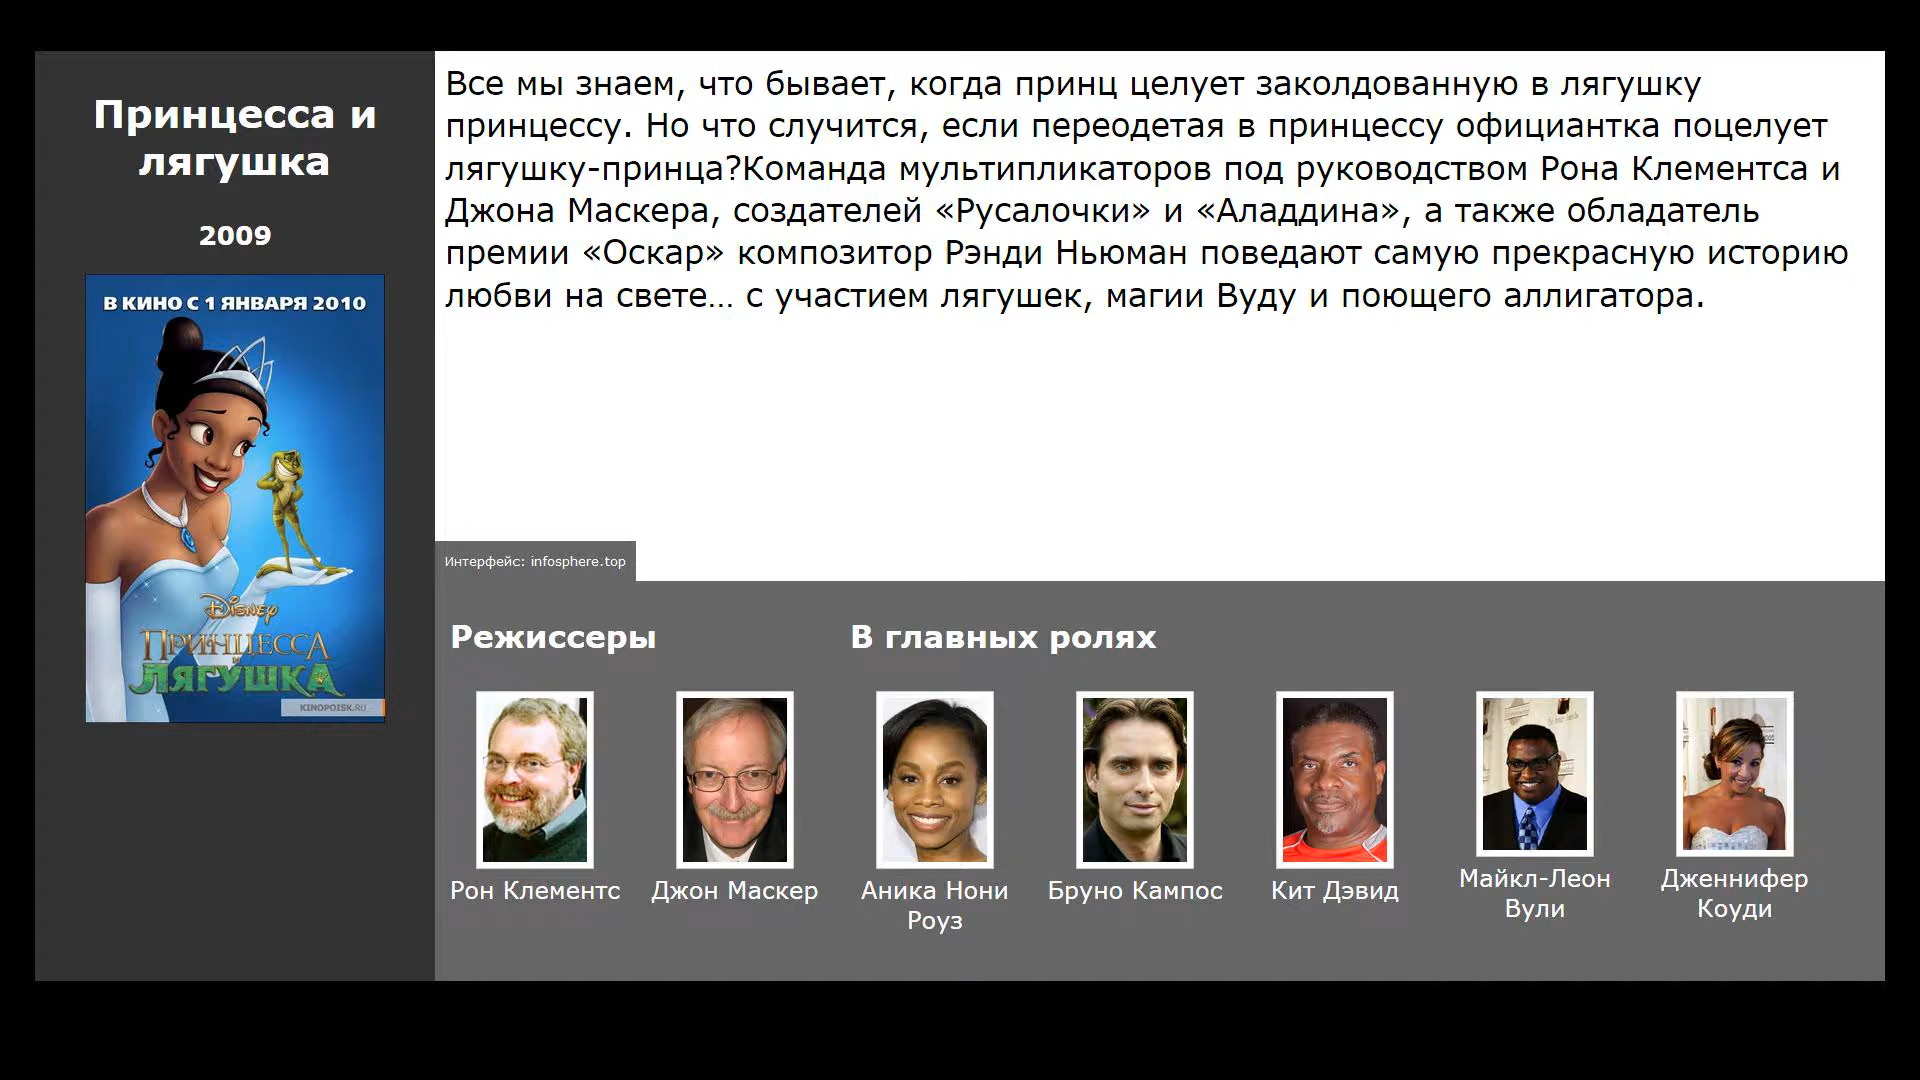 Принцесса и
лягушка
2009
В КИНО С 1 ЯНВАРЯ 2010
Disney
ПРИНЦЕССА
И
ЛЯГУШКА
KINOPOISK.RU
Все мы знаем, что бывает, когда принц целует заколдованную в лягушку
принцессу. Но что случится, если переодетая в принцессу официантка поцелует
лягушку-принца?Команда мультипликаторов под руководством Рона Клементса и
Джона Маскера, создателей «Русалочки» и «Аладдина», а также обладатель
премии «Оскар» композитор Рэнди Ньюман поведают самую прекрасную историю
любви на свете… с участием лягушек, магии Вуду и поющего аллигатора.
Интерфейс: infosphere.top
Режиссеры
В главных ролях
Рон Клементс
Джон Маскер
Аника Нони
Роуз
Бруно Кампос
Кит Дэвид
Майкл-Леон
Вули
Дженнифер
Коуди